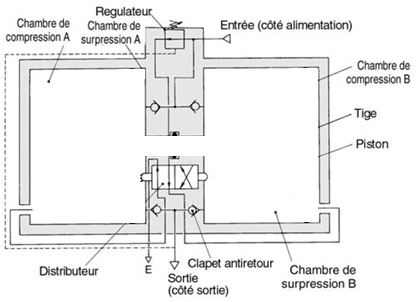 Regulateur
Chambre de
compression A
Chambre de
surpression A
Entrée (côté alimentation)
Chambre de
compression B
Tige
Piston
Distributeur
E
Sortie
(côté sortie)
Clapet antiretour
Chambre de
surpression B